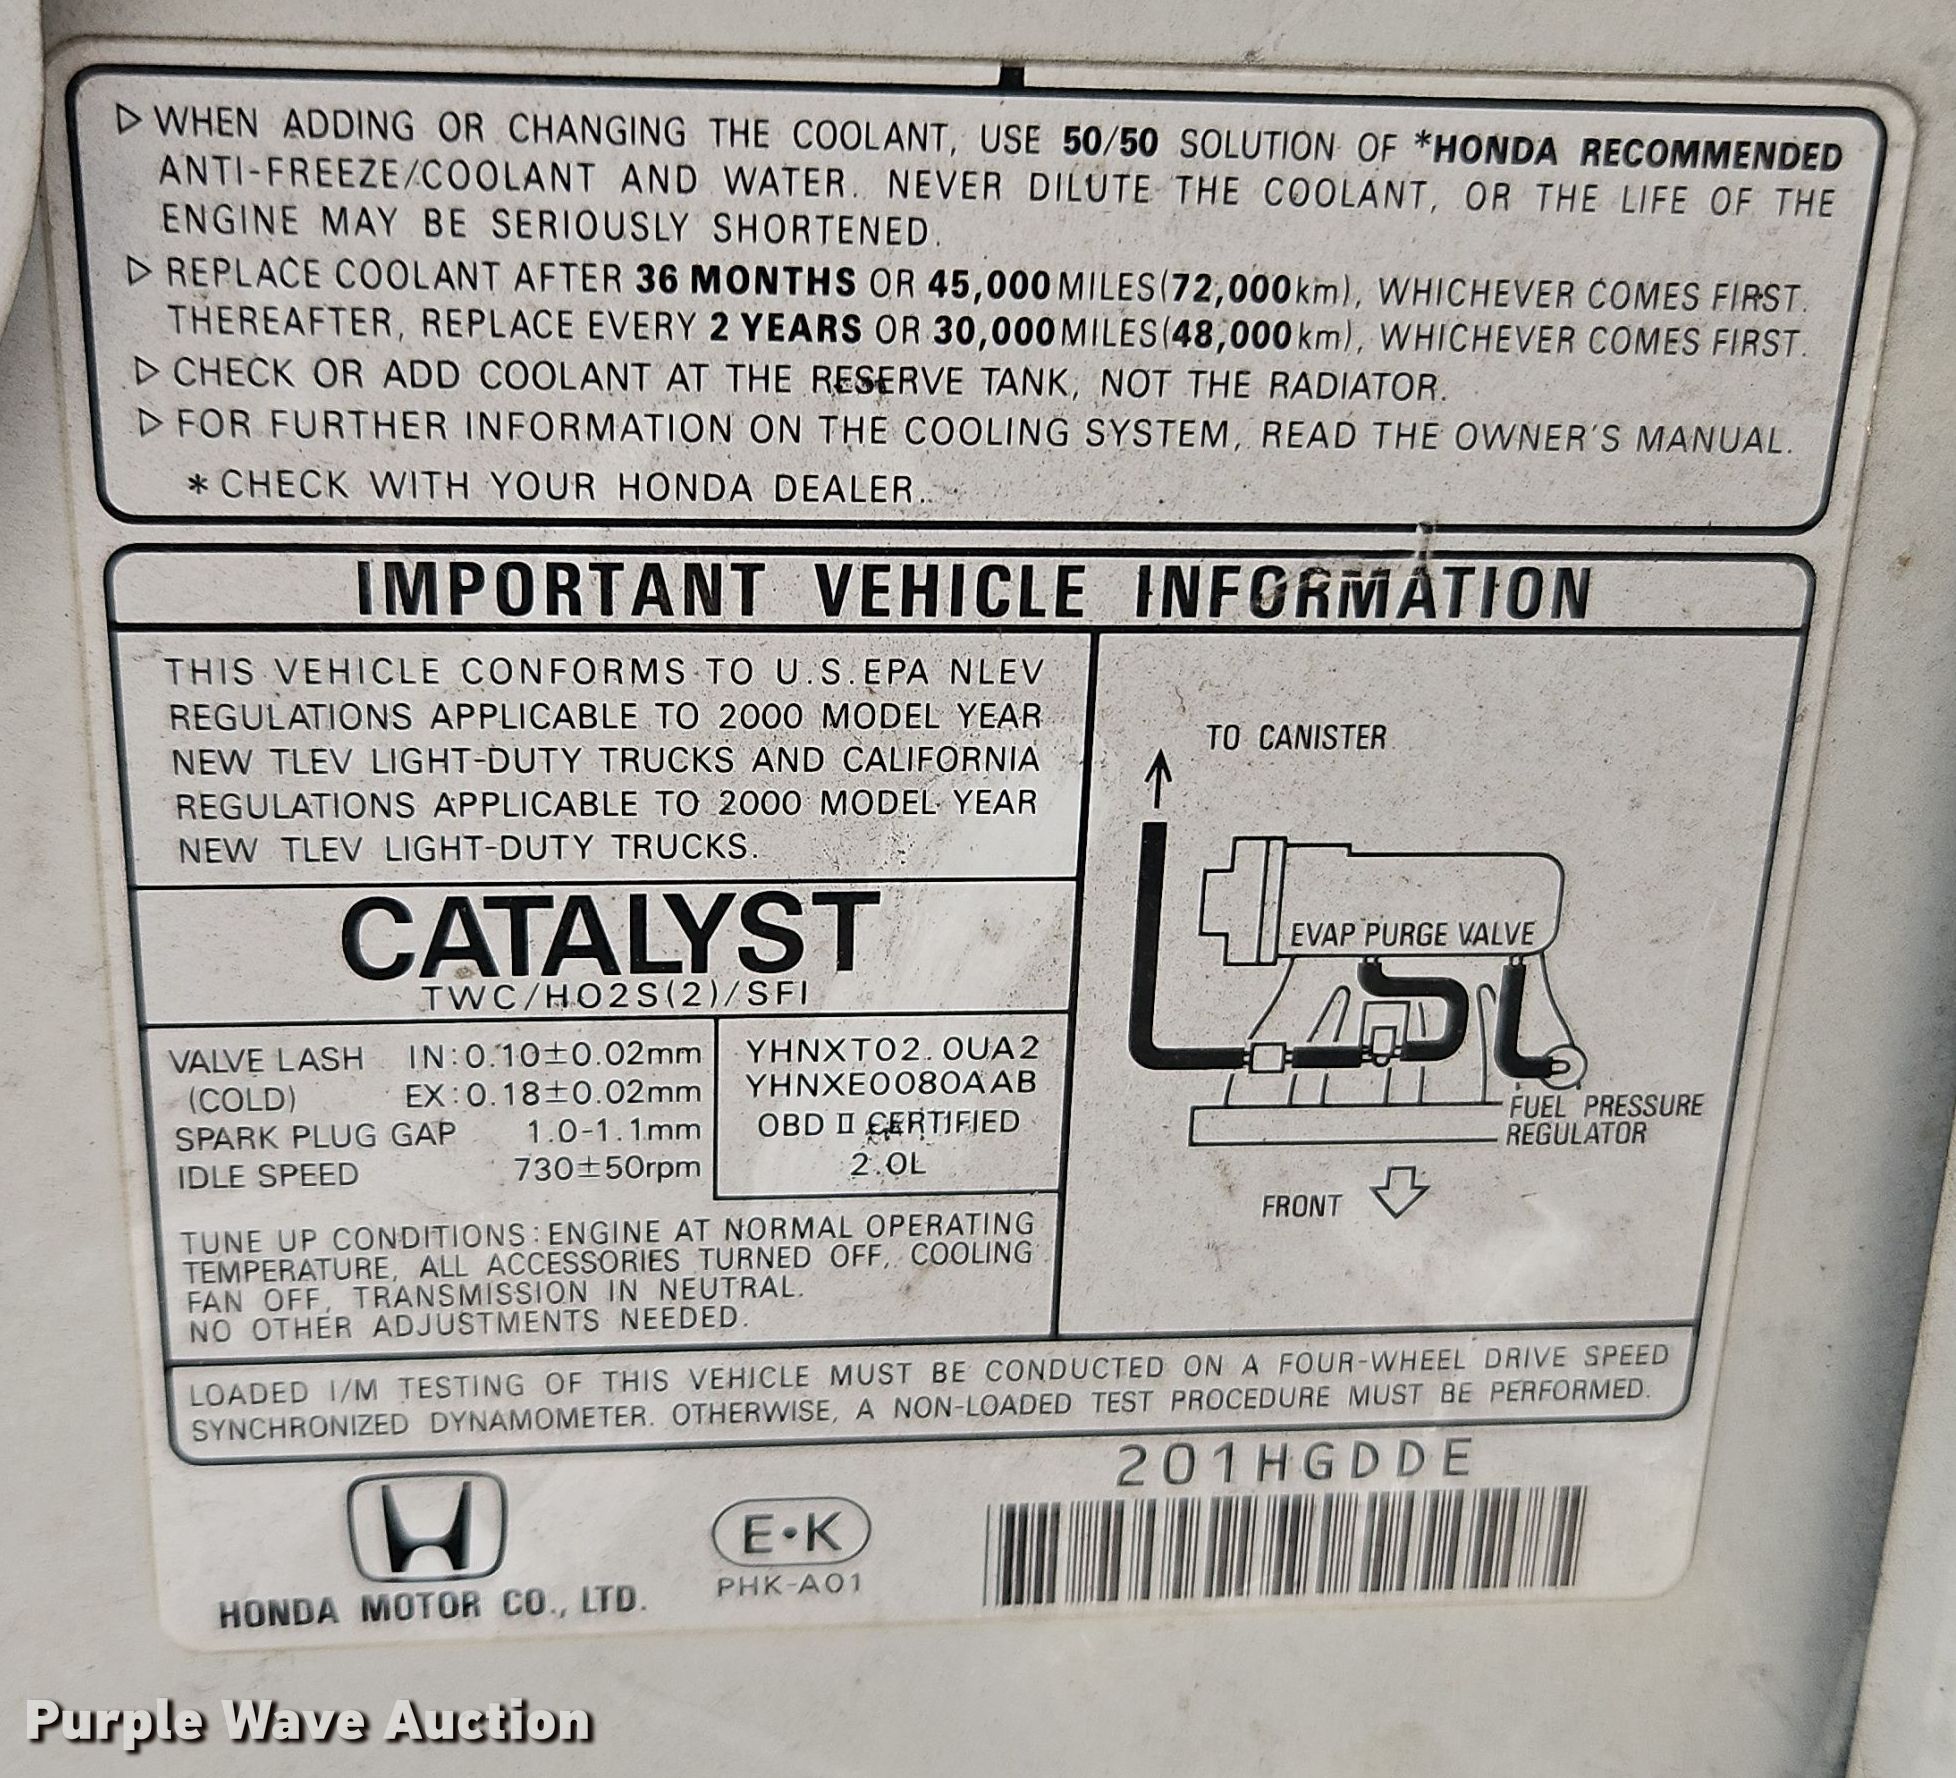 ▷ WHEN ADDING OR CHANGING THE COOLANT, USE 50/50 SOLUTION OF *HONDA RECOMMENDED
ANTI-FREEZE/COOLANT AND WATER. NEVER DILUTE THE COOLANT, OR THE LIFE OF THE
ENGINE MAY BE SERIOUSLY SHORTENED.
▷ REPLACE COOLANT AFTER 36 MONTHS OR 45,000 MILES(72,000km), WHICHEVER COMES FIRST.
THEREAFTER, REPLACE EVERY 2 YEARS OR 30,000 MILES(48,000km), WHICHEVER COMES FIRST.
▷ CHECK OR ADD COOLANT AT THE RESERVE TANK, NOT THE RADIATOR.
▷ FOR FURTHER INFORMATION ON THE COOLING SYSTEM, READ THE OWNER'S MANUAL.
* CHECK WITH YOUR HONDA DEALER.
IMPORTANT VEHICLE INFORMATION
THIS VEHICLE CONFORMS TO U.S.EPA NLEV
REGULATIONS APPLICABLE TO 2000 MODEL YEAR
NEW TLEV LIGHT-DUTY TRUCKS AND CALIFORNIA
REGULATIONS APPLICABLE TO 2000 MODEL YEAR
NEW TLEV LIGHT-DUTY TRUCKS.
CATALYST
TWC/HO2S(2)/SFI
VALVE LASH IN:0.10±0.02mm
(COLD) EX:0.18±0.02mm
SPARK PLUG GAP 1.0-1.1mm
IDLE SPEED 730±50rpm
YHNXT02.0UA2
YHNXE0080AAB
OBD II CERTIFIED
2.0L
TUNE UP CONDITIONS:ENGINE AT NORMAL OPERATING
TEMPERATURE, ALL ACCESSORIES TURNED OFF, COOLING
FAN OFF, TRANSMISSION IN NEUTRAL.
NO OTHER ADJUSTMENTS NEEDED.
TO CANISTER
EVAP PURGE VALVE
FUEL PRESSURE
REGULATOR
FRONT
LOADED I/M TESTING OF THIS VEHICLE MUST BE CONDUCTED ON A FOUR-WHEEL DRIVE SPEED
SYNCHRONIZED DYNAMOMETER. OTHERWISE, A NON-LOADED TEST PROCEDURE MUST BE PERFORMED.
HONDA MOTOR CO., LTD.
E•K
PHK-A01
201HGDDE
Purple Wave Auction